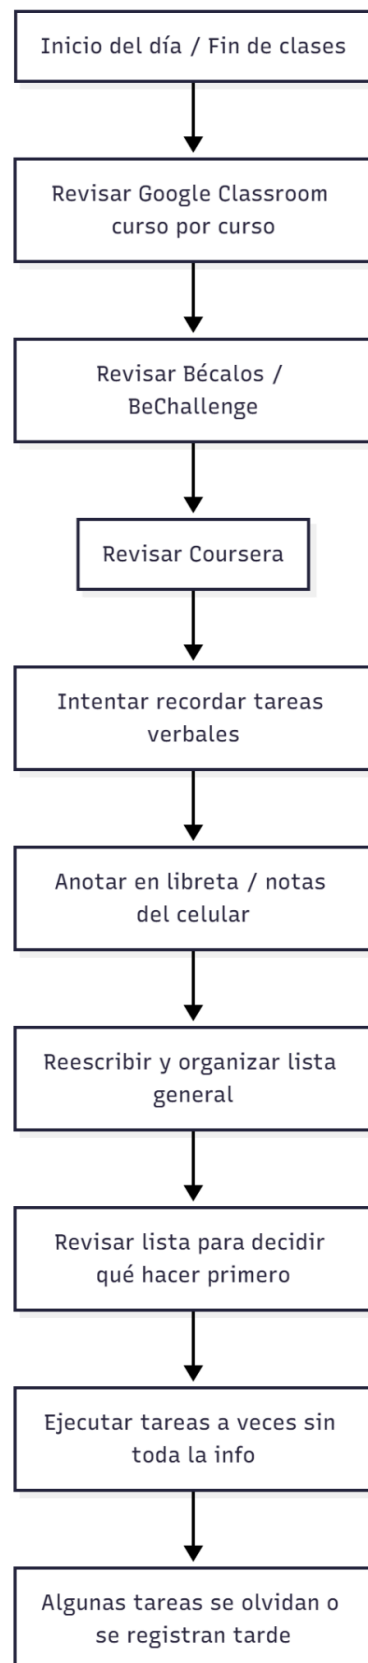 Inicio del día / Fin de clases
Revisar Google Classroom
curso por curso
Revisar Bécalos /
BeChallenge
Revisar Coursera
Intentar recordar tareas
verbales
Anotar en libreta / notas
del celular
Reescribir y organizar lista
general
Revisar lista para decidir
qué hacer primero
Ejecutar tareas a veces sin
toda la info
Algunas tareas se olvidan o
se registran tarde